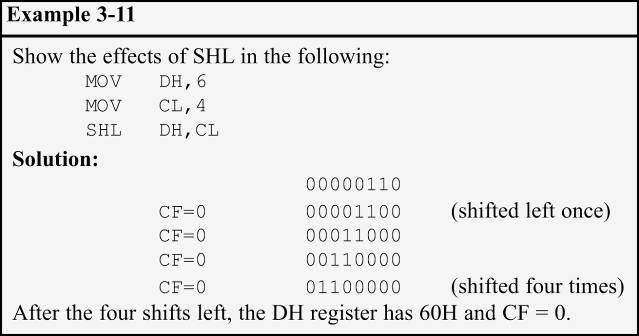 Example 3-11
Show the effects of SHL in the following:
MOV DH,6
MOV CL,4
SHL DH,CL
Solution:
00000110
CF=0 00001100 (shifted left once)
CF=0 00011000
CF=0 00110000
CF=0 01100000 (shifted four times)
After the four shifts left, the DH register has 60H and CF = 0.